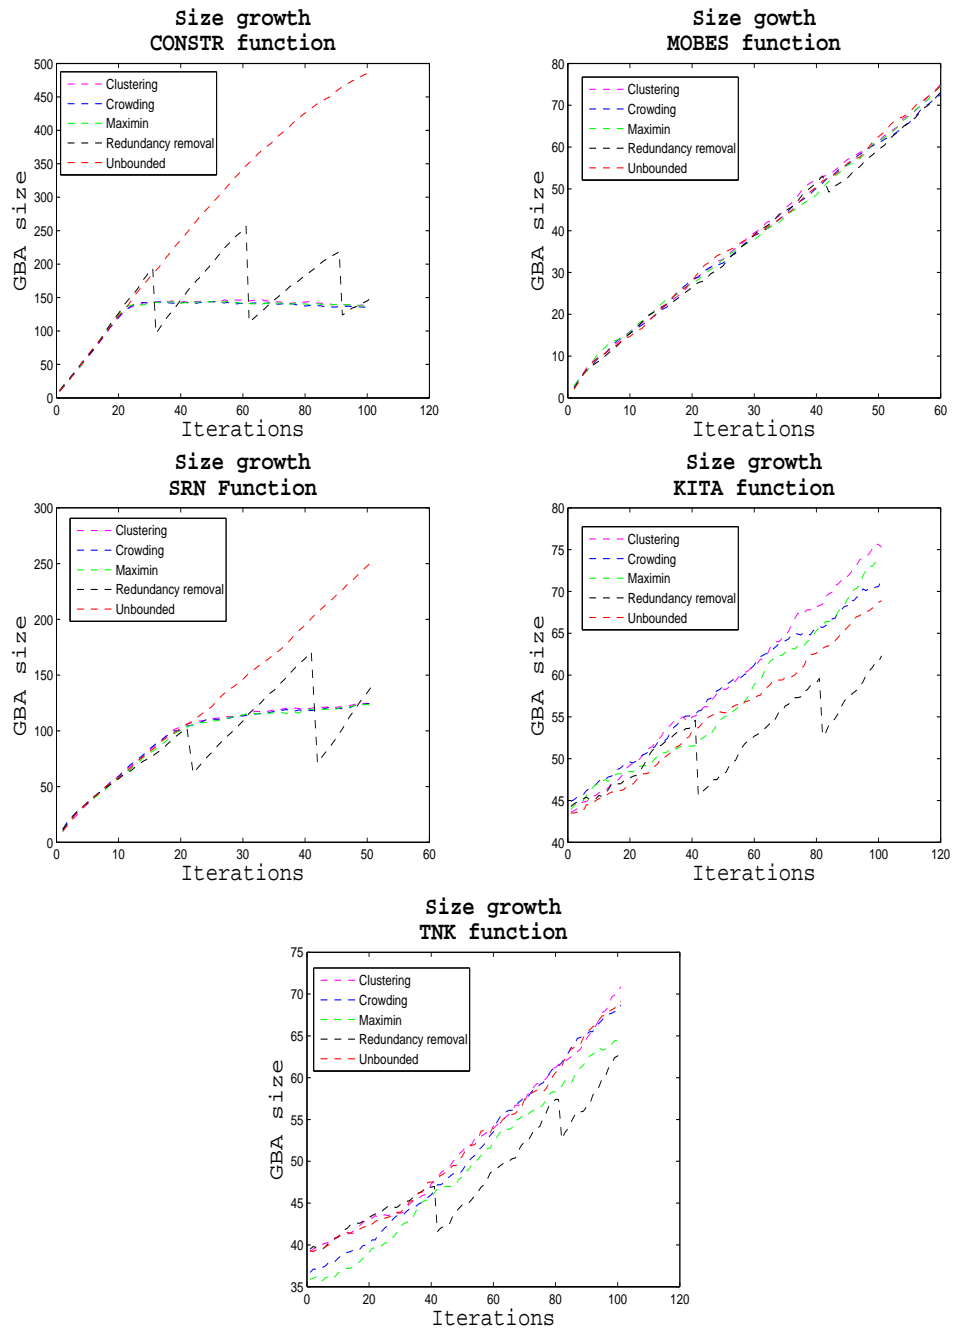 Size growth
CONSTR function
500
450
400
350
300
250
200
150
100
50
0
GBA size
Clustering
Crowding
Maximin
Redundancy removal
Unbounded
0 20 40 60 80 100 120
Iterations
Size gowth
MOBES function
80
70
60
50
40
30
20
10
0
GBA size
Clustering
Crowding
Maximin
Redundancy removal
Unbounded
0 10 20 30 40 50 60
Iterations
Size growth
SRN Function
300
250
200
150
100
50
0
GBA size
Clustering
Crowding
Maximin
Redundancy removal
Unbounded
0 10 20 30 40 50 60
Iterations
Size growth
KITA function
80
75
70
65
60
55
50
45
40
GBA size
Clustering
Crowding
Maximin
Redundancy removal
Unbounded
0 20 40 60 80 100 120
Iterations
Size growth
TNK function
75
70
65
60
55
50
45
40
35
GBA size
Clustering
Crowding
Maximin
Redundancy removal
Unbounded
0 20 40 60 80 100 120
Iterations